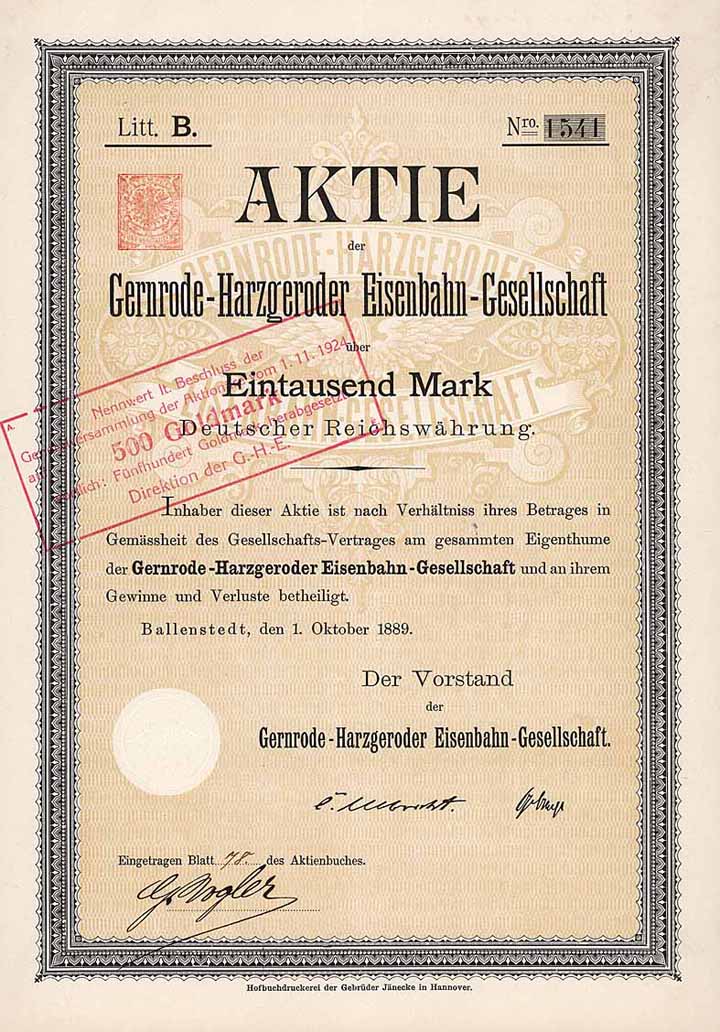 Litt. B.
Nro. 1541
AKTIE
der
GERNRODE-HARZGERODER
Gernrode-Harzgeroder Eisenbahn-Gesellschaft
über
Eintausend Mark
Deutscher Reichswährung.
A.
Nennwert lt. Beschluss der
Generalversammlung der Aktionäre vom 1.11.1924
500 Goldmark
Fünfhundert Goldmark herabgesetzt
Direktion der G.-H.-E.
Inhaber dieser Aktie ist nach Verhältniss ihres Betrages in
Gemässheit des Gesellschafts-Vertrages am gesammten Eigenthume
der Gernrode-Harzgeroder Eisenbahn-Gesellschaft und an ihrem
Gewinne und Verluste betheiligt.
Ballenstedt, den 1. Oktober 1889.
Der Vorstand
der
Gernrode-Harzgeroder Eisenbahn-Gesellschaft.
Eingetragen Blatt 78. des Aktienbuches.
Hofbuchdruckerei der Gebrüder Jänecke in Hannover.